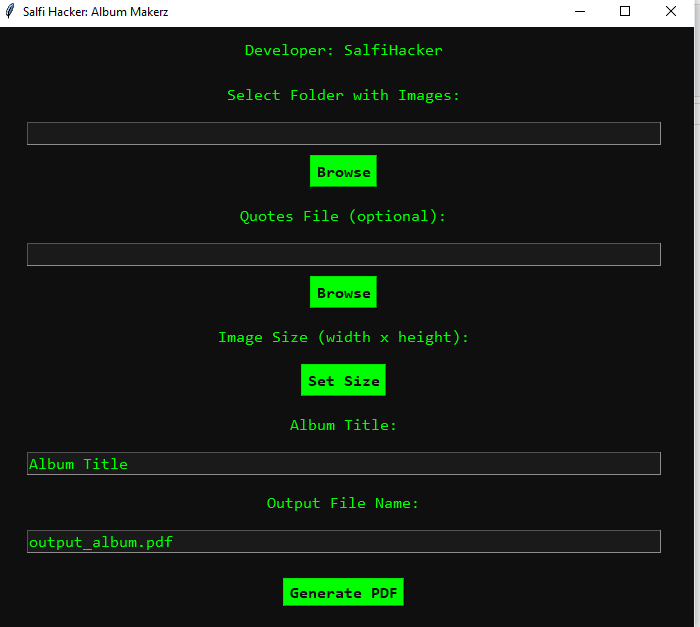 Salfi Hacker: Album Makerz
Developer: SalfiHacker
Select Folder with Images:
Browse
Quotes File (optional):
Browse
Image Size (width x height):
Set Size
Album Title:
Album Title
Output File Name:
output_album.pdf
Generate PDF